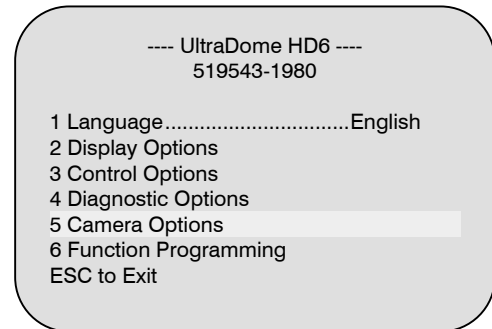 ---- UltraDome HD6 ----
519543-1980
1 Language................................English
2 Display Options
3 Control Options
4 Diagnostic Options
5 Camera Options
6 Function Programming
ESC to Exit